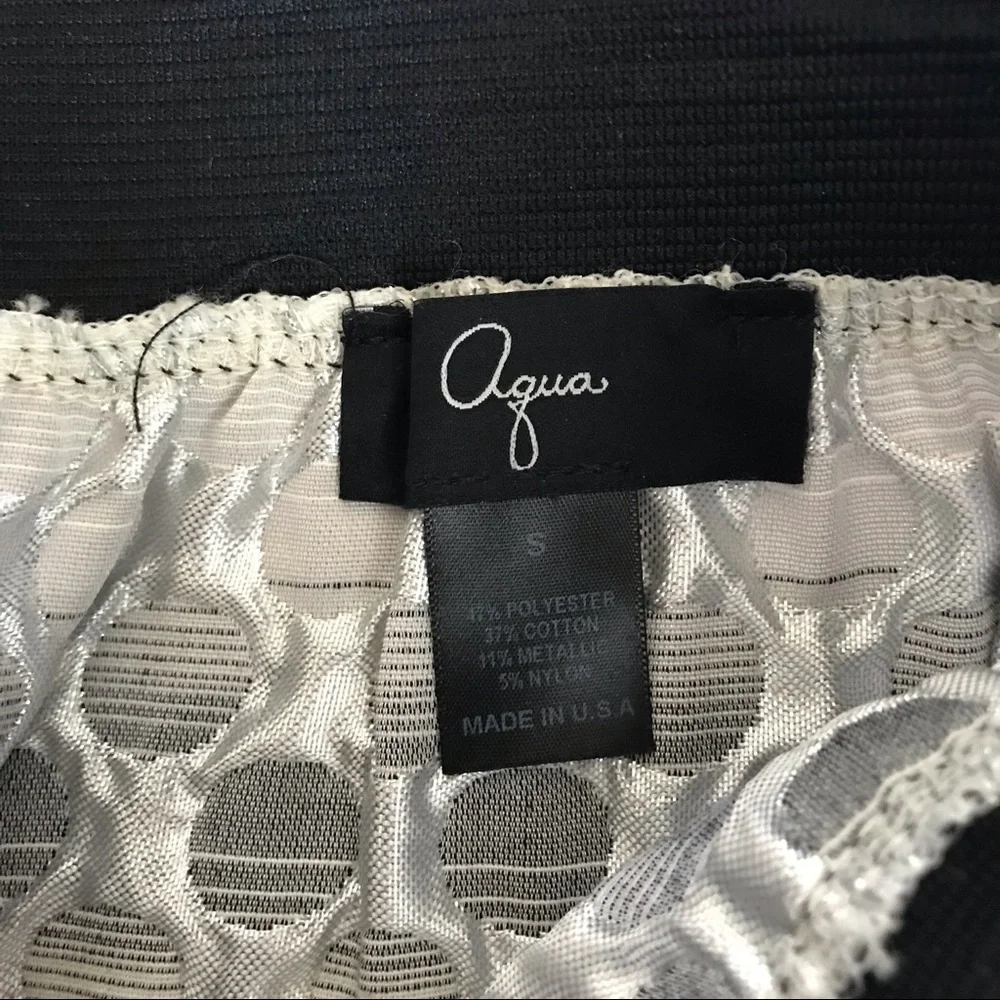 Aqua
S
47% POLYESTER
37% COTTON
11% METALLIC
5% NYLON
MADE IN U.S.A